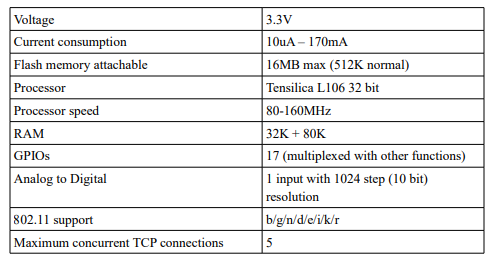 Voltage 3.3V
Current consumption 10uA – 170mA
Flash memory attachable 16MB max (512K normal)
Processor Tensilica L106 32 bit
Processor speed 80-160MHz
RAM 32K + 80K
GPIOs 17 (multiplexed with other functions)
Analog to Digital 1 input with 1024 step (10 bit)
resolution
802.11 support b/g/n/d/e/i/k/r
Maximum concurrent TCP connections 5